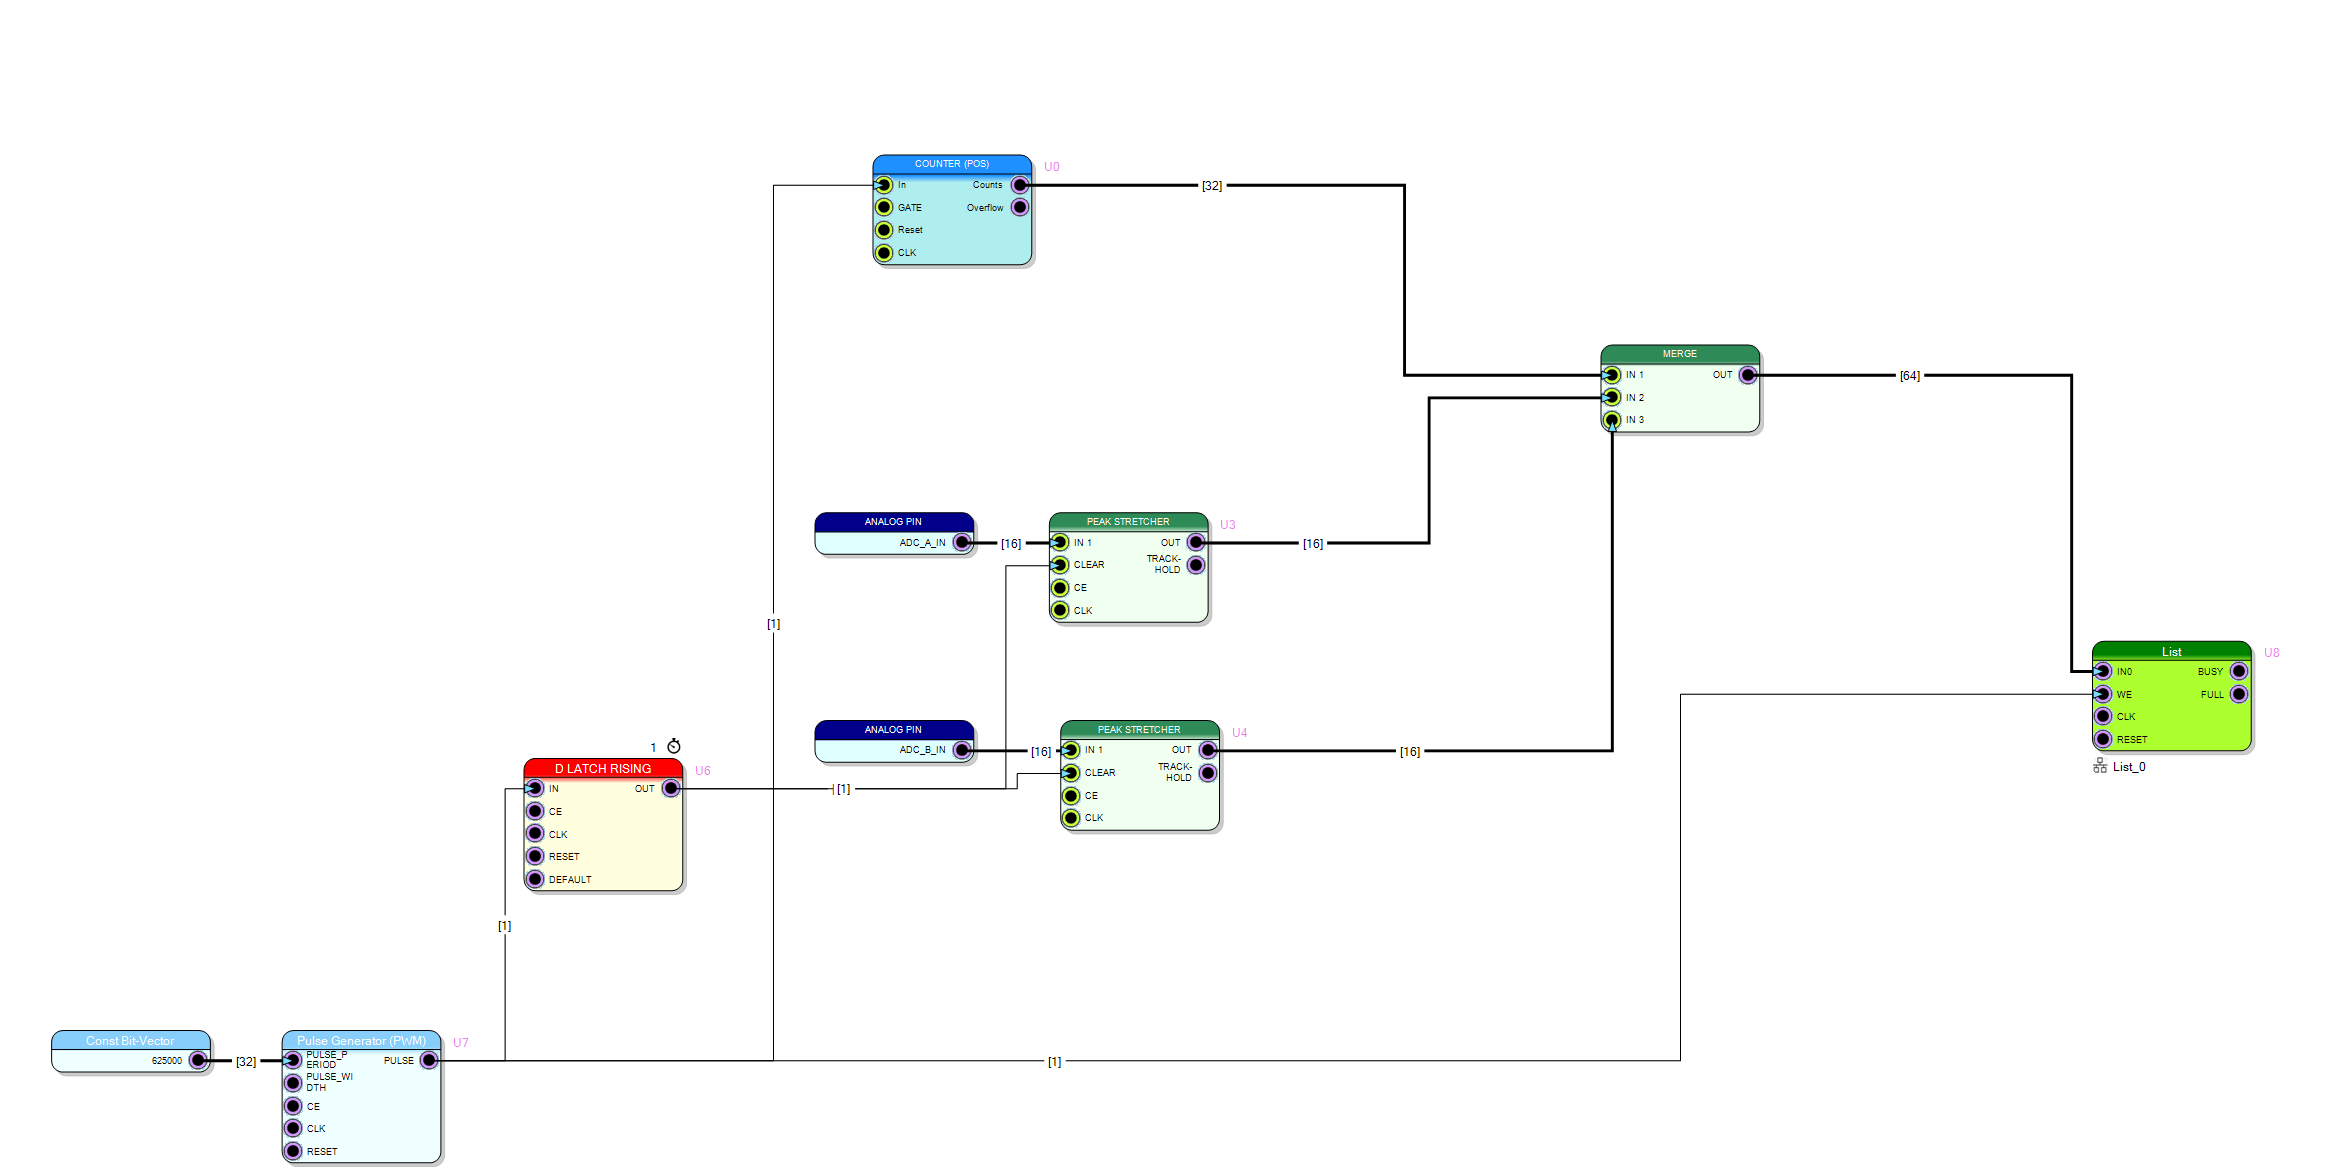 COUNTER (POS)
U0
In
Counts
GATE
Overflow
Reset
CLK
[32]
MERGE
IN 1
OUT
IN 2
IN 3
[64]
ANALOG PIN
ADC_A_IN
[16]
PEAK STRETCHER
U3
IN 1
OUT
CLEAR
TRACK-
HOLD
CE
CLK
[16]
[1]
List
U8
IN0
BUSY
WE
FULL
CLK
RESET
List_0
ANALOG PIN
ADC_B_IN
[16]
PEAK STRETCHER
U4
IN 1
OUT
CLEAR
TRACK-
HOLD
CE
CLK
[16]
1
D LATCH RISING
U6
IN
OUT
CE
CLK
RESET
DEFAULT
[1]
[1]
Const Bit-Vector
625000
[32]
Pulse Generator (PWM)
U7
PULSE_P
ERIOD
PULSE
PULSE_WI
DTH
CE
CLK
RESET
[1]